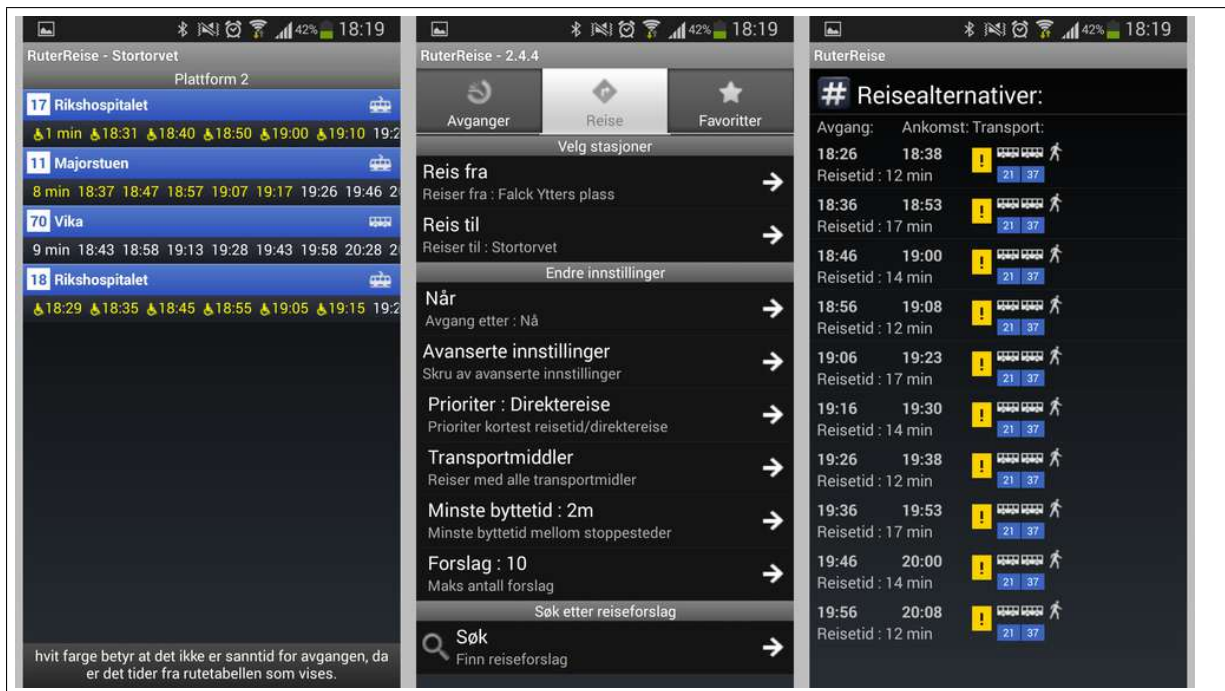 42% 18:19
RuterReise - Stortorvet
Plattform 2
17 Rikshospitalet
1 min 18:31 18:40 18:50 19:00 19:10 19:2
11 Majorstuen
8 min 18:37 18:47 18:57 19:07 19:17 19:26 19:46 2
70 Vika
9 min 18:43 18:58 19:13 19:28 19:43 19:58 20:28 2
18 Rikshospitalet
18:29 18:35 18:45 18:55 19:05 19:15 19:2
hvit farge betyr at det ikke er sanntid for avgangen, da
er det tider fra rutetabellen som vises.
42% 18:19
RuterReise - 2.4.4
Avganger Reise Favoritter
Velg stasjoner
Reis fra
Reiser fra : Falck Ytters plass
Reis til
Reiser til : Stortorvet
Endre innstillinger
Når
Avgang etter : Nå
Avanserte innstillinger
Skru av avanserte innstillinger
Prioriter : Direktereise
Prioriter kortest reisetid/direktereise
Transportmiddler
Reiser med alle transportmidler
Minste byttetid : 2m
Minste byttetid mellom stoppesteder
Forslag : 10
Maks antall forslag
Søk etter reiseforslag
Søk
Finn reiseforslag
42% 18:19
RuterReise
# Reisealternativer:
Avgang: Ankomst: Transport:
18:26 18:38 !
Reisetid : 12 min 21 37
18:36 18:53 !
Reisetid : 17 min 21 37
18:46 19:00 !
Reisetid : 14 min 21 37
18:56 19:08 !
Reisetid : 12 min 21 37
19:06 19:23 !
Reisetid : 17 min 21 37
19:16 19:30 !
Reisetid : 14 min 21 37
19:26 19:38 !
Reisetid : 12 min 21 37
19:36 19:53 !
Reisetid : 17 min 21 37
19:46 20:00 !
Reisetid : 14 min 21 37
19:56 20:08 !
Reisetid : 12 min 21 37